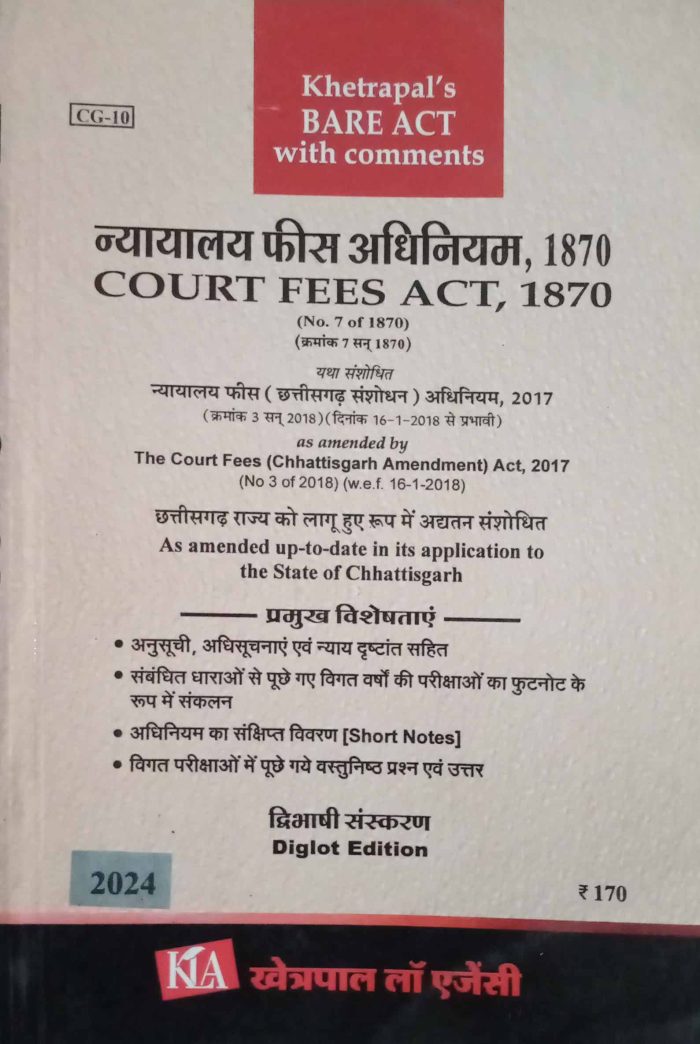 Khetrapal's
BARE ACT
with comments
CG-10
न्यायालय फीस अधिनियम, 1870
COURT FEES ACT, 1870
(No. 7 of 1870)
(क्रमांक 7 सन् 1870)
यथा संशोधित
न्यायालय फीस ( छत्तीसगढ़ संशोधन ) अधिनियम, 2017
(क्रमांक 3 सन् 2018)(दिनांक 16-1-2018 से प्रभावी)
as amended by
The Court Fees (Chhattisgarh Amendment) Act, 2017
(No 3 of 2018) (w.e.f. 16-1-2018)
छत्तीसगढ़ राज्य को लागू हुए रूप में अद्यतन संशोधित
As amended up-to-date in its application to
the State of Chhattisgarh
प्रमुख विशेषताएं
• अनुसूची, अधिसूचनाएं एवं न्याय दृष्टांत सहित
• संबंधित धाराओं से पूछे गए विगत वर्षों की परीक्षाओं का फुटनोट के
रूप में संकलन
• अधिनियम का संक्षिप्त विवरण [Short Notes]
• विगत परीक्षाओं में पूछे गये वस्तुनिष्ठ प्रश्न एवं उत्तर
द्विभाषी संस्करण
Diglot Edition
2024
₹ 170
KLA खेत्रपाल लॉ एजेंसी